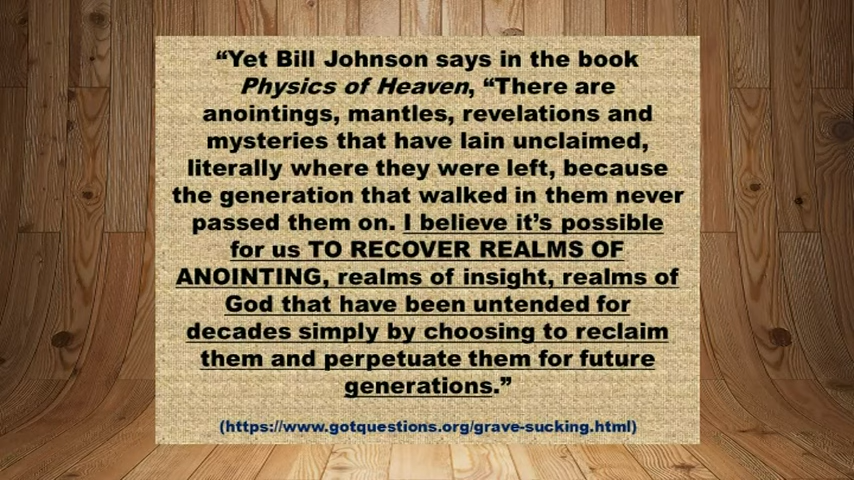 “Yet Bill Johnson says in the book
Physics of Heaven, “There are
anointings, mantles, revelations and
mysteries that have lain unclaimed,
literally where they were left, because
the generation that walked in them never
passed them on. I believe it’s possible
for us TO RECOVER REALMS OF
ANOINTING, realms of insight, realms of
God that have been untended for
decades simply by choosing to reclaim
them and perpetuate them for future
generations.”
(https://www.gotquestions.org/grave-sucking.html)